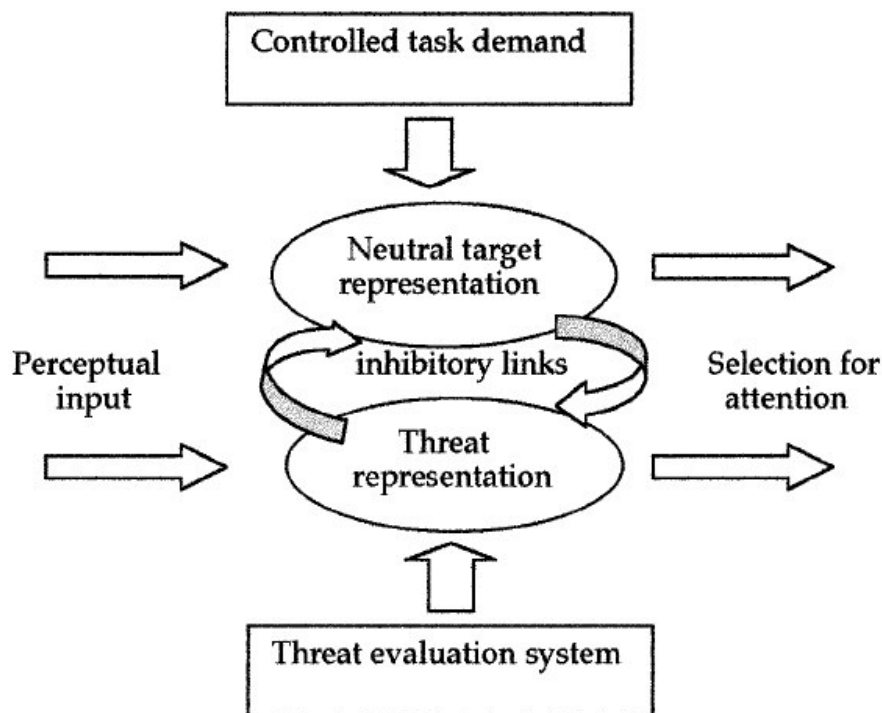 Controlled task demand
Neutral target
representation
Perceptual
input
inhibitory links
Selection for
attention
Threat
representation
Threat evaluation system